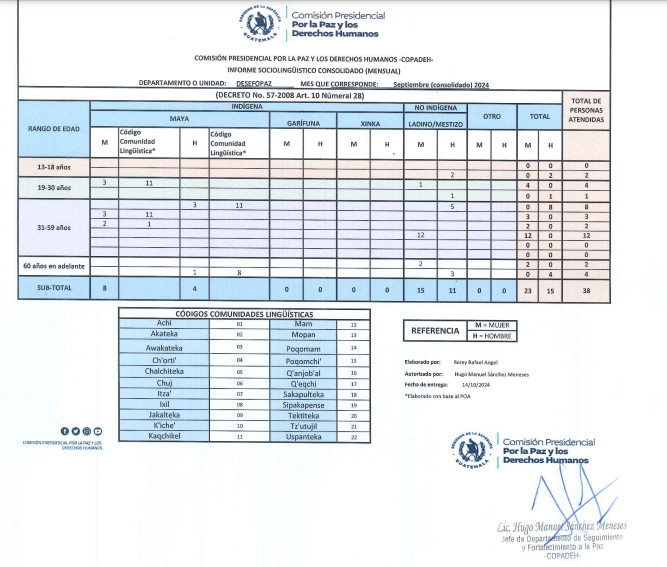 GOBIERNO DE LA REPÚBLICA
GUATEMALA
Comisión Presidencial
Por la Paz y los
Derechos Humanos
COMISIÓN PRESIDENCIAL POR LA PAZ Y LOS DERECHOS HUMANOS -COPADEH-
INFORME SOCIOLINGÜISTICO CONSOLIDADO (MENSUAL)
DEPARTAMENTO O UNIDAD: DESEFOPAZ MES QUE CORRESPONDE: Septiembre (consolidado) 2024
(DECRETO No. 57-2008 Art. 10 Númeral 28)
RANGO DE EDAD INDÍGENA NO INDÍGENA OTRO TOTAL TOTAL DE PERSONAS ATENDIDAS
MAYA GARÍFUNA XINKA LADINO/MESTIZO
M Código Comunidad Lingüística* H Código Comunidad Lingüística* M H M H M H M H M H
13-18 años
0 0 0
2 0 2 2
19-30 años 3 11 1 4 0 4
1 0 1 1
31-59 años
3 11 5 0 8 8
3 11 3 0 3
2 1 2 0 2
12 12 0 12
0 0 0
0 0 0
60 años en adelante
2 2 0 2
1 8 3 0 4 4
SUB-TOTAL 8 4 0 0 0 0 15 11 0 0 23 15 38
CÓDIGOS COMUNIDADES LINGÜÍSTICAS
Achi 01 Mam 12
Akateka 02 Mopan 13
Awakateka 03 Poqomam 14
Ch'orti' 04 Poqomchi' 15
Chalchiteka 05 Q'anjob'al 16
Chuj 06 Q'eqchi 17
Itza' 07 Sakapulteka 18
Ixil 08 Sipakapense 19
Jakalteka 09 Tektiteka 20
K'iche' 10 Tz'utujil 21
Kaqchikel 11 Uspanteka 22
REFERENCIA M = MUJER
H = HOMBRE
Elaborado por: Remy Rafael Angel
Autorizado por: Hugo Manuel Sánchez Meneses
Fecha de entrega: 14/10/2024
*Elaborado con base al POA
COMISIÓN PRESIDENCIAL POR LA PAZ Y LOS
DERECHOS HUMANOS
GOBIERNO DE LA REPÚBLICA
GUATEMALA
Comisión Presidencial
Por la Paz y los
Derechos Humanos
Lic. Hugo Manuel Sánchez Meneses
Jefe de Departamento de Seguimiento
y Fortalecimiento a la Paz
-COPADEH-